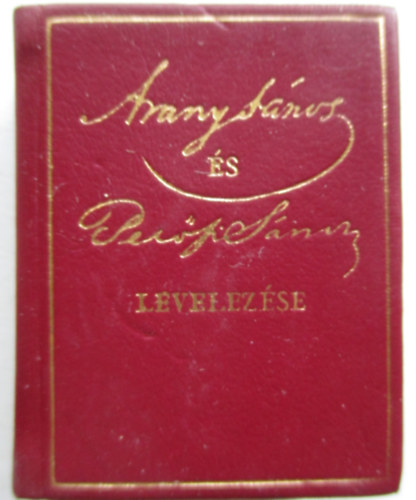 Arany János
ÉS
Petőfi Sándor
LEVELEZÉSE